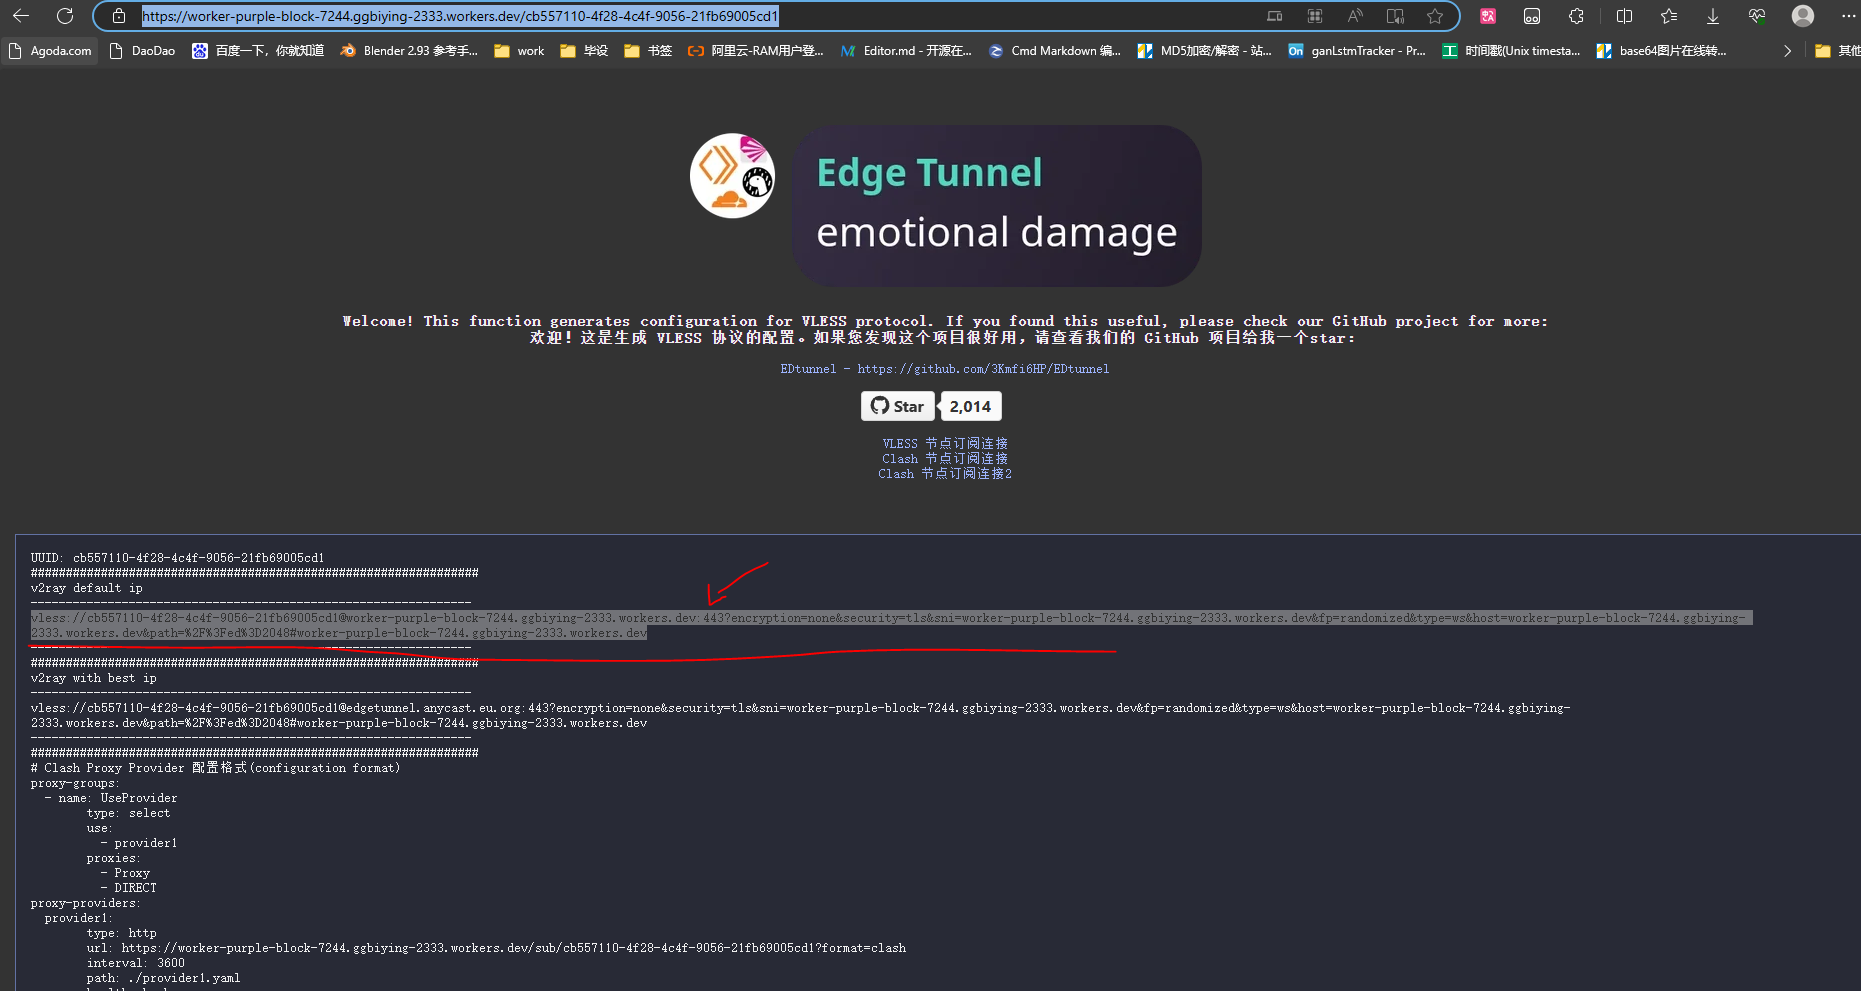 https://worker-purple-block-7244.ggbiying-2333.workers.dev/cb557110-4f28-4c4f-9056-21fb69005cd1
Agoda.com DaoDao 百度一下，你就知道 Blender 2.93 参考手... work 毕设 书签 阿里云-RAM用户登... Editor.md - 开源在... Cmd Markdown 编... MD5加密/解密 - 站... ganLstmTracker - Pr... 时间戳(Unix timesta... base64图片在线转... 其他
Edge Tunnel
emotional damage
Welcome! This function generates configuration for VLESS protocol. If you found this useful, please check our GitHub project for more:
欢迎！这是生成 VLESS 协议的配置。如果您发现这个项目很好用，请查看我们的 GitHub 项目给我一个star：
EDtunnel - https://github.com/3Kmfi6HP/EDtunnel
Star 2,014
VLESS 节点订阅连接
Clash 节点订阅连接
Clash 节点订阅连接2
UUID: cb557110-4f28-4c4f-9056-21fb69005cd1
################################################################
v2ray default ip
---------------------------------------------------------------
vless://cb557110-4f28-4c4f-9056-21fb69005cd1@worker-purple-block-7244.ggbiying-2333.workers.dev:443?encryption=none&security=tls&sni=worker-purple-block-7244.ggbiying-2333.workers.dev&fp=randomized&type=ws&host=worker-purple-block-7244.ggbiying-
2333.workers.dev&path=%2F%3Fed%3D2048#worker-purple-block-7244.ggbiying-2333.workers.dev
---------------------------------------------------------------
################################################################
v2ray with best ip
---------------------------------------------------------------
vless://cb557110-4f28-4c4f-9056-21fb69005cd1@edgetunnel.anycast.eu.org:443?encryption=none&security=tls&sni=worker-purple-block-7244.ggbiying-2333.workers.dev&fp=randomized&type=ws&host=worker-purple-block-7244.ggbiying-
2333.workers.dev&path=%2F%3Fed%3D2048#worker-purple-block-7244.ggbiying-2333.workers.dev
---------------------------------------------------------------
################################################################
# Clash Proxy Provider 配置格式(configuration format)
proxy-groups:
- name: UseProvider
type: select
use:
- provider1
proxies:
- Proxy
- DIRECT
proxy-providers:
provider1:
type: http
url: https://worker-purple-block-7244.ggbiying-2333.workers.dev/sub/cb557110-4f28-4c4f-9056-21fb69005cd1?format=clash
interval: 3600
path: ./provider1.yaml